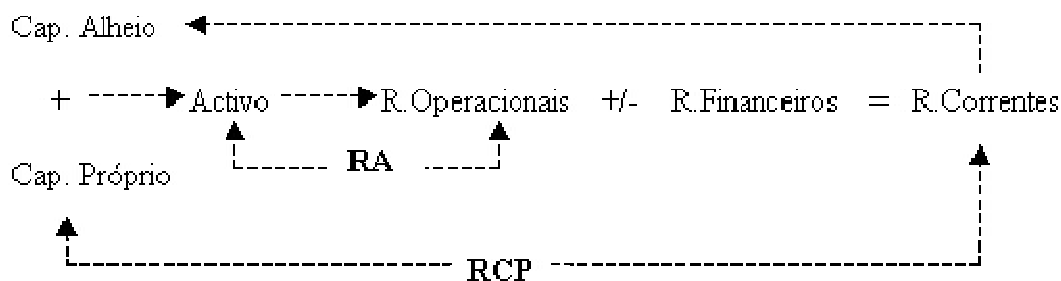 Cap. Alheio
+ Activo R.Operacionais +/- R.Financeiros = R.Correntes
RA
Cap. Próprio
RCP